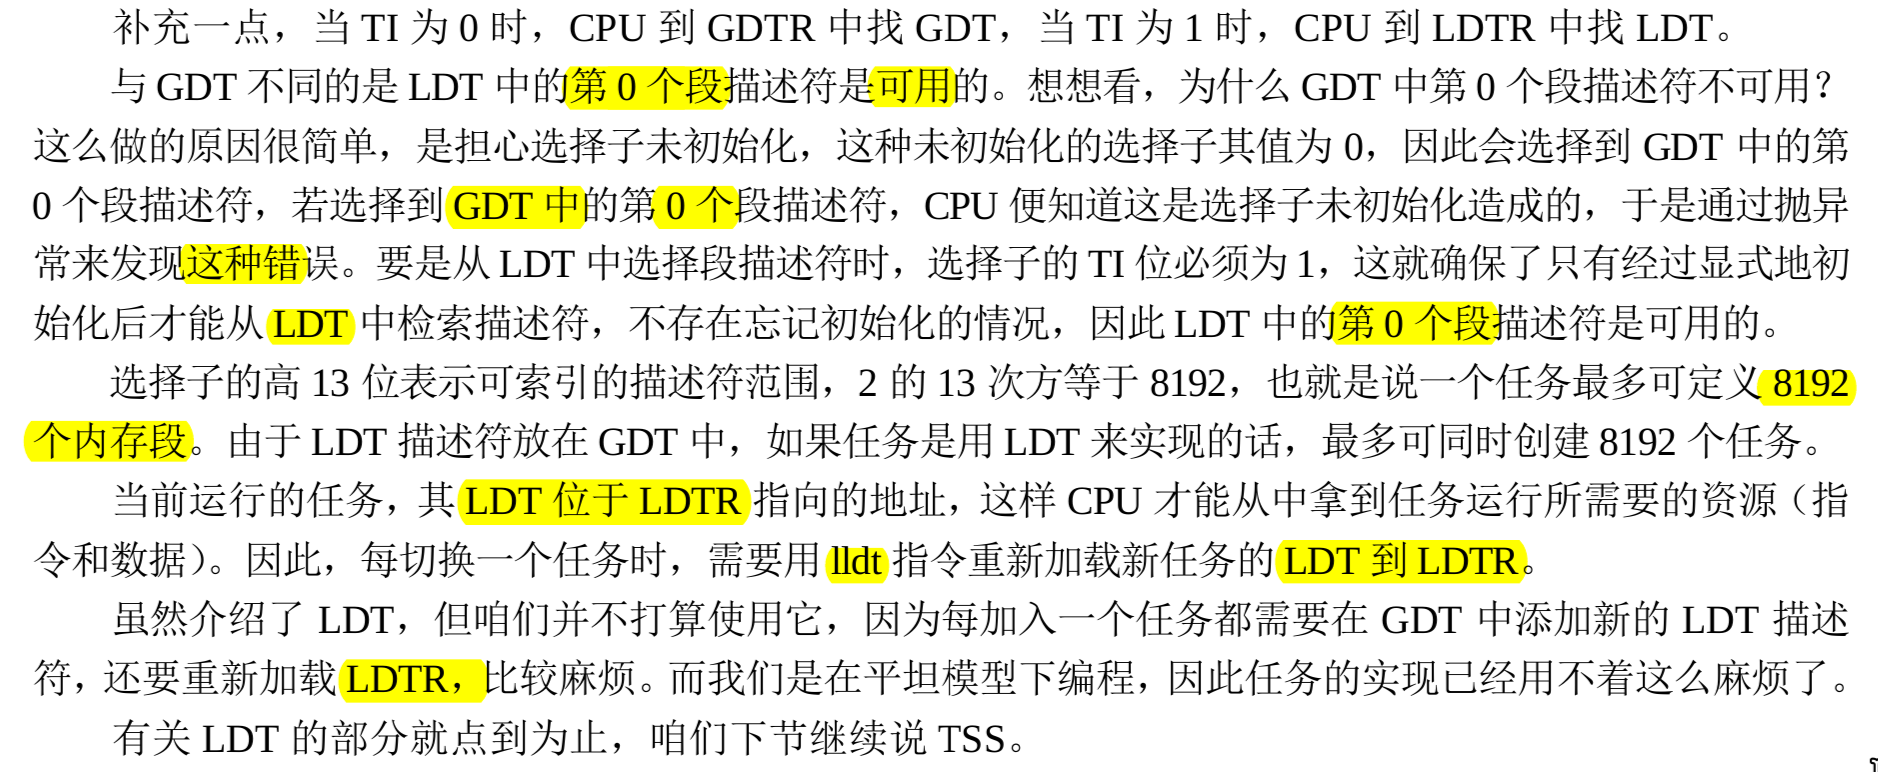 补充一点，当 TI 为 0 时，CPU 到 GDTR 中找 GDT，当 TI 为 1 时，CPU 到 LDTR 中找 LDT。
与 GDT 不同的是 LDT 中的第 0 个段描述符是可用的。想想看，为什么 GDT 中第 0 个段描述符不可用？
这么做的原因很简单，是担心选择子未初始化，这种未初始化的选择子其值为 0，因此会选择到 GDT 中的第
0 个段描述符，若选择到 GDT 中的第 0 个段描述符，CPU 便知道这是选择子未初始化造成的，于是通过抛异
常来发现这种错误。要是从 LDT 中选择段描述符时，选择子的 TI 位必须为 1，这就确保了只有经过显式地初
始化后才能从 LDT 中检索描述符，不存在忘记初始化的情况，因此 LDT 中的第 0 个段描述符是可用的。
选择子的高 13 位表示可索引的描述符范围，2 的 13 次方等于 8192，也就是说一个任务最多可定义 8192
个内存段。由于 LDT 描述符放在 GDT 中，如果任务是用 LDT 来实现的话，最多可同时创建 8192 个任务。
当前运行的任务，其 LDT 位于 LDTR 指向的地址，这样 CPU 才能从中拿到任务运行所需要的资源（指
令和数据）。因此，每切换一个任务时，需要用 lldt 指令重新加载新任务的 LDT 到 LDTR。
虽然介绍了 LDT，但咱们并不打算使用它，因为每加入一个任务都需要在 GDT 中添加新的 LDT 描述
符，还要重新加载 LDTR，比较麻烦。而我们是在平坦模型下编程，因此任务的实现已经用不着这么麻烦了。
有关 LDT 的部分就点到为止，咱们下节继续说 TSS。